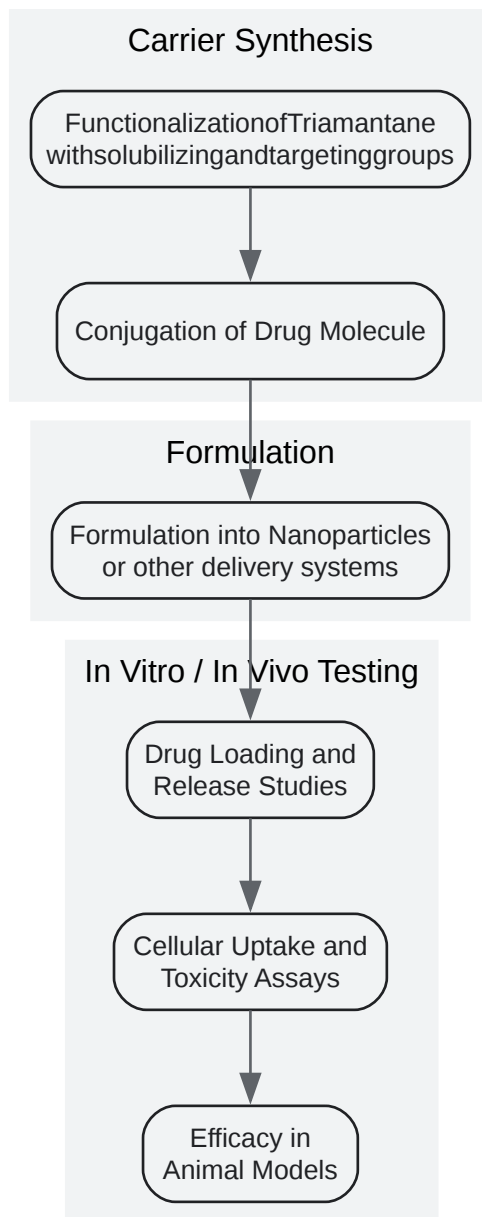 Carrier Synthesis
FunctionalizationofTriamantane
withsolubilizingandtargetinggroups
Conjugation of Drug Molecule
Formulation
Formulation into Nanoparticles
or other delivery systems
In Vitro / In Vivo Testing
Drug Loading and
Release Studies
Cellular Uptake and
Toxicity Assays
Efficacy in
Animal Models